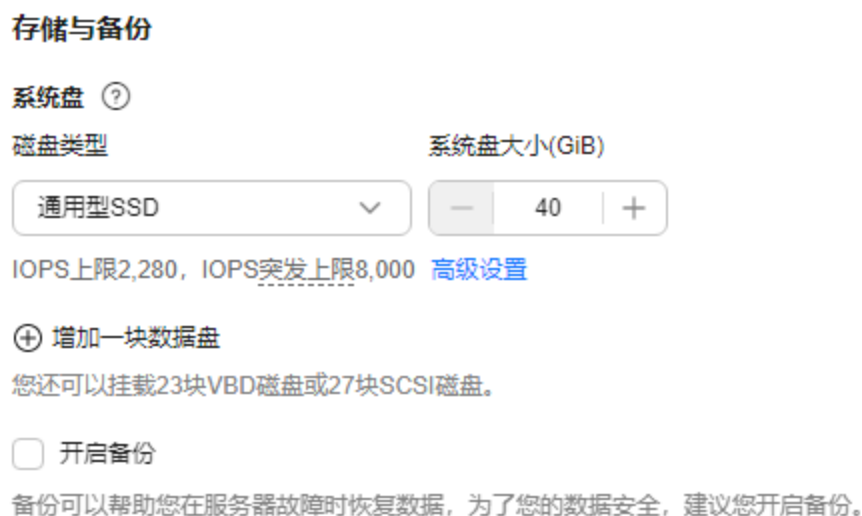 存储与备份
系统盘 ?
磁盘类型 系统盘大小(GiB)
通用型SSD 40
IOPS上限2,280，IOPS突发上限8,000 高级设置
增加一块数据盘
您还可以挂载23块VBD磁盘或27块SCSI磁盘。
开启备份
备份可以帮助您在服务器故障时恢复数据，为了您的数据安全，建议您开启备份。